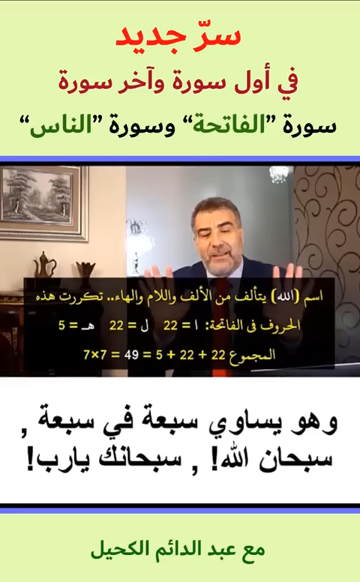 سرّ جديد
في أول سورة وآخر سورة
سورة ”الفاتحة“ وسورة ”الناس“
اسم (الله) يتألف من الألف واللام والهاء.. تكررت هذه
الحروف في الفاتحة: ا = 22 ل = 22 هـ = 5
المجموع 22 + 22 + 5 = 49 = 7×7
وهو يساوي سبعة في سبعة ,
سبحان الله! , سبحانك يارب!
مع عبد الدائم الكحيل